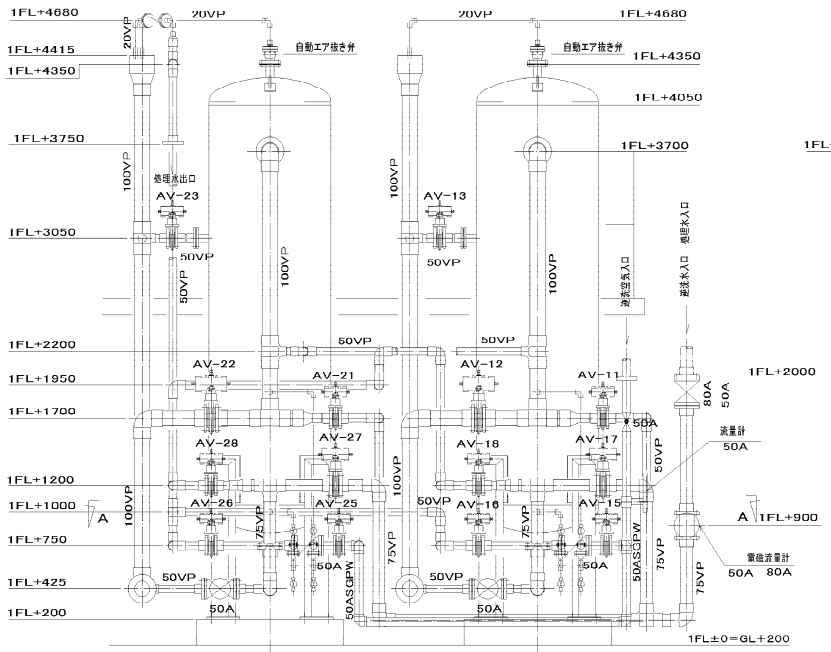 1FL+4680
20VP
20VP
1FL+4680
20VP
1FL+4415
1FL+4350
自動エア抜き弁
自動エア抜き弁
1FL+4350
1FL+4050
1FL+3750
1FL+3700
1FL
100VP
処理水出口
AV-23
100VP
AV-13
1FL+3050
50VP
50VP
50VP
100VP
100VP
逆洗空気入口
逆洗水入口
処理水入口
1FL+2200
50VP
50VP
AV-22
AV-21
AV-12
AV-11
1FL+2000
1FL+1950
80A
50A
1FL+1700
50A
流量計
50A
AV-28
AV-27
AV-18
AV-17
50VP
1FL+1200
100VP
100VP
50VP
1FL+1000
AV-26
AV-25
AV-16
AV-15
A
A
1FL+900
1FL+750
75VP
75VP
75VP
50A
50A
50ASGPW
50ASGPW
75VP
75VP
電磁流量計
50A 80A
1FL+425
50VP
50A
50VP
50A
1FL+200
1FL±0=GL+200